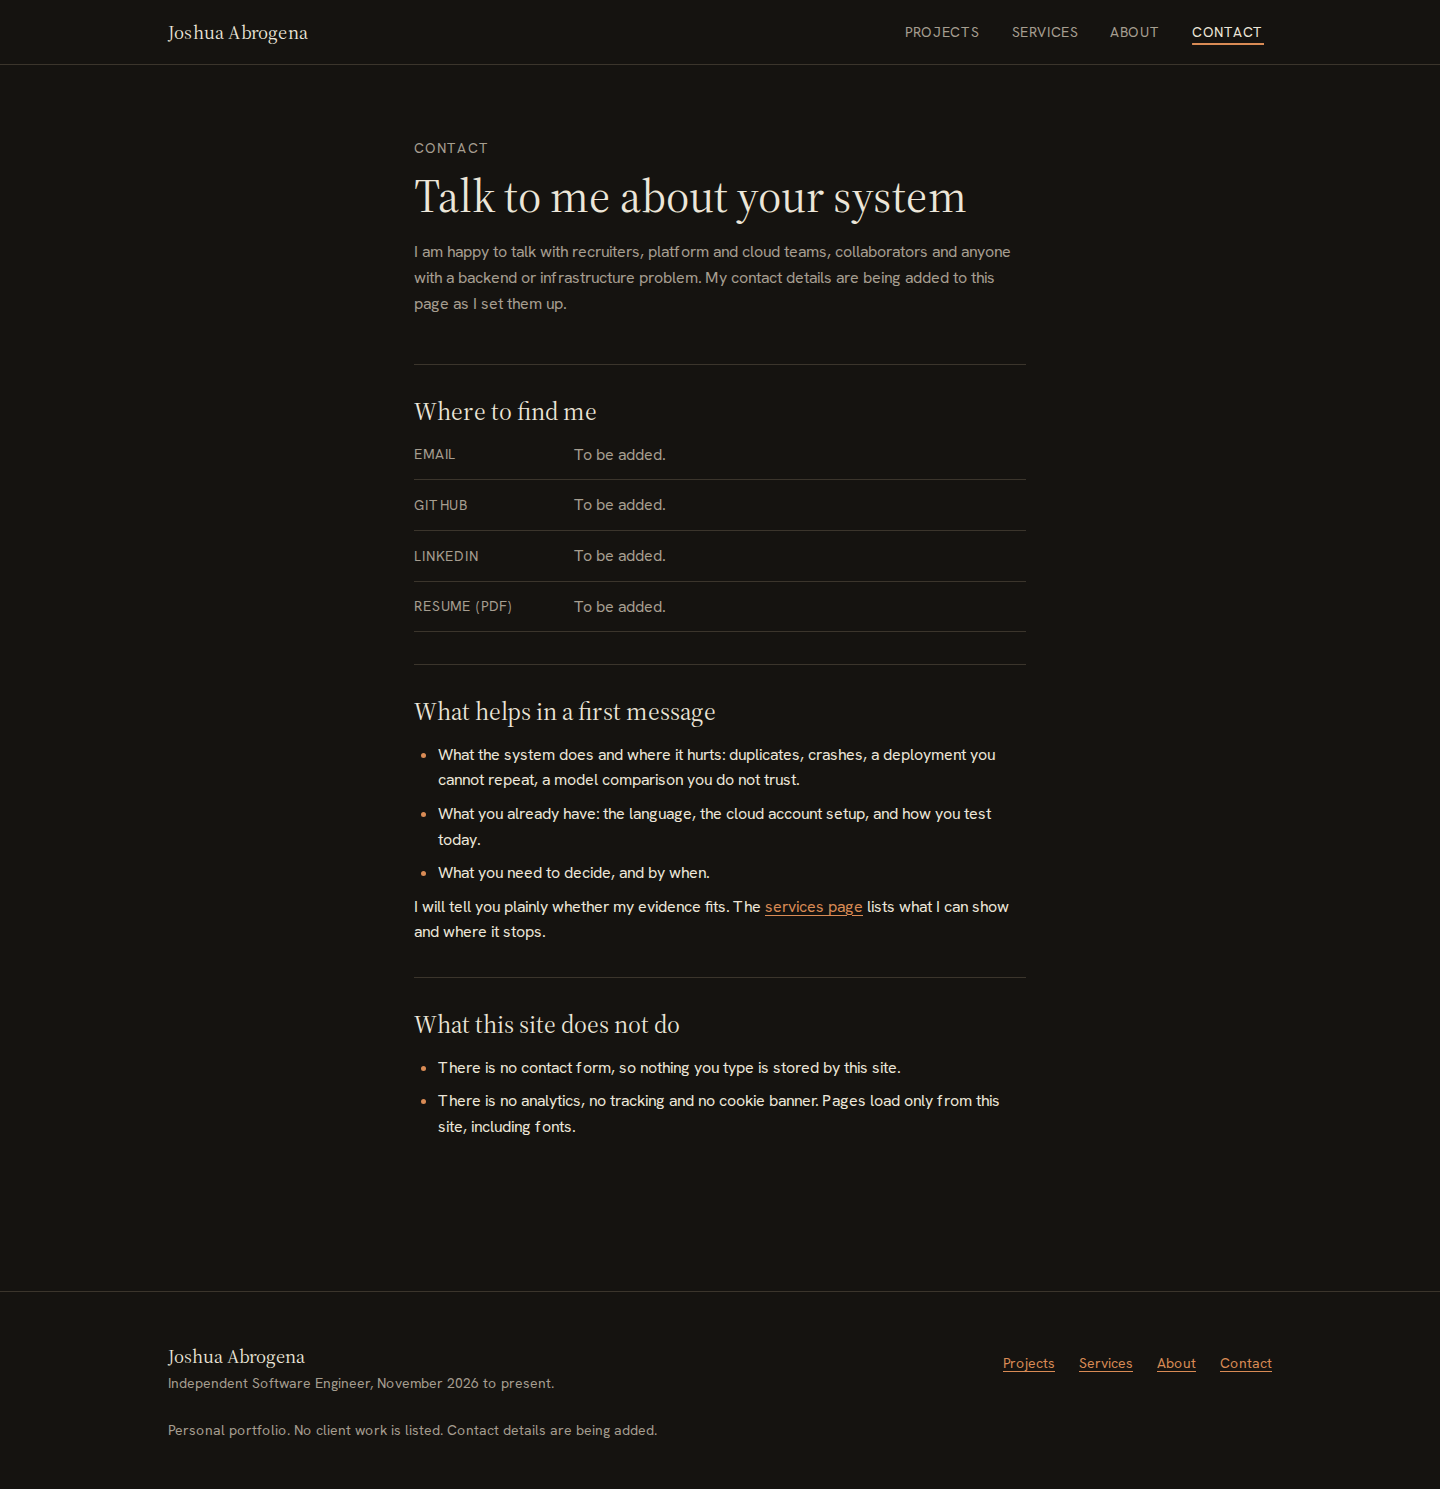 Joshua Abrogena
PROJECTS SERVICES ABOUT CONTACT
CONTACT
Talk to me about your system
I am happy to talk with recruiters, platform and cloud teams, collaborators and anyone
with a backend or infrastructure problem. My contact details are being added to this
page as I set them up.
Where to find me
EMAIL To be added.
GITHUB To be added.
LINKEDIN To be added.
RESUME (PDF) To be added.
What helps in a first message
• What the system does and where it hurts: duplicates, crashes, a deployment you
cannot repeat, a model comparison you do not trust.
• What you already have: the language, the cloud account setup, and how you test
today.
• What you need to decide, and by when.
I will tell you plainly whether my evidence fits. The services page lists what I can show
and where it stops.
What this site does not do
• There is no contact form, so nothing you type is stored by this site.
• There is no analytics, no tracking and no cookie banner. Pages load only from this
site, including fonts.
Joshua Abrogena
Projects Services About Contact
Independent Software Engineer, November 2026 to present.
Personal portfolio. No client work is listed. Contact details are being added.